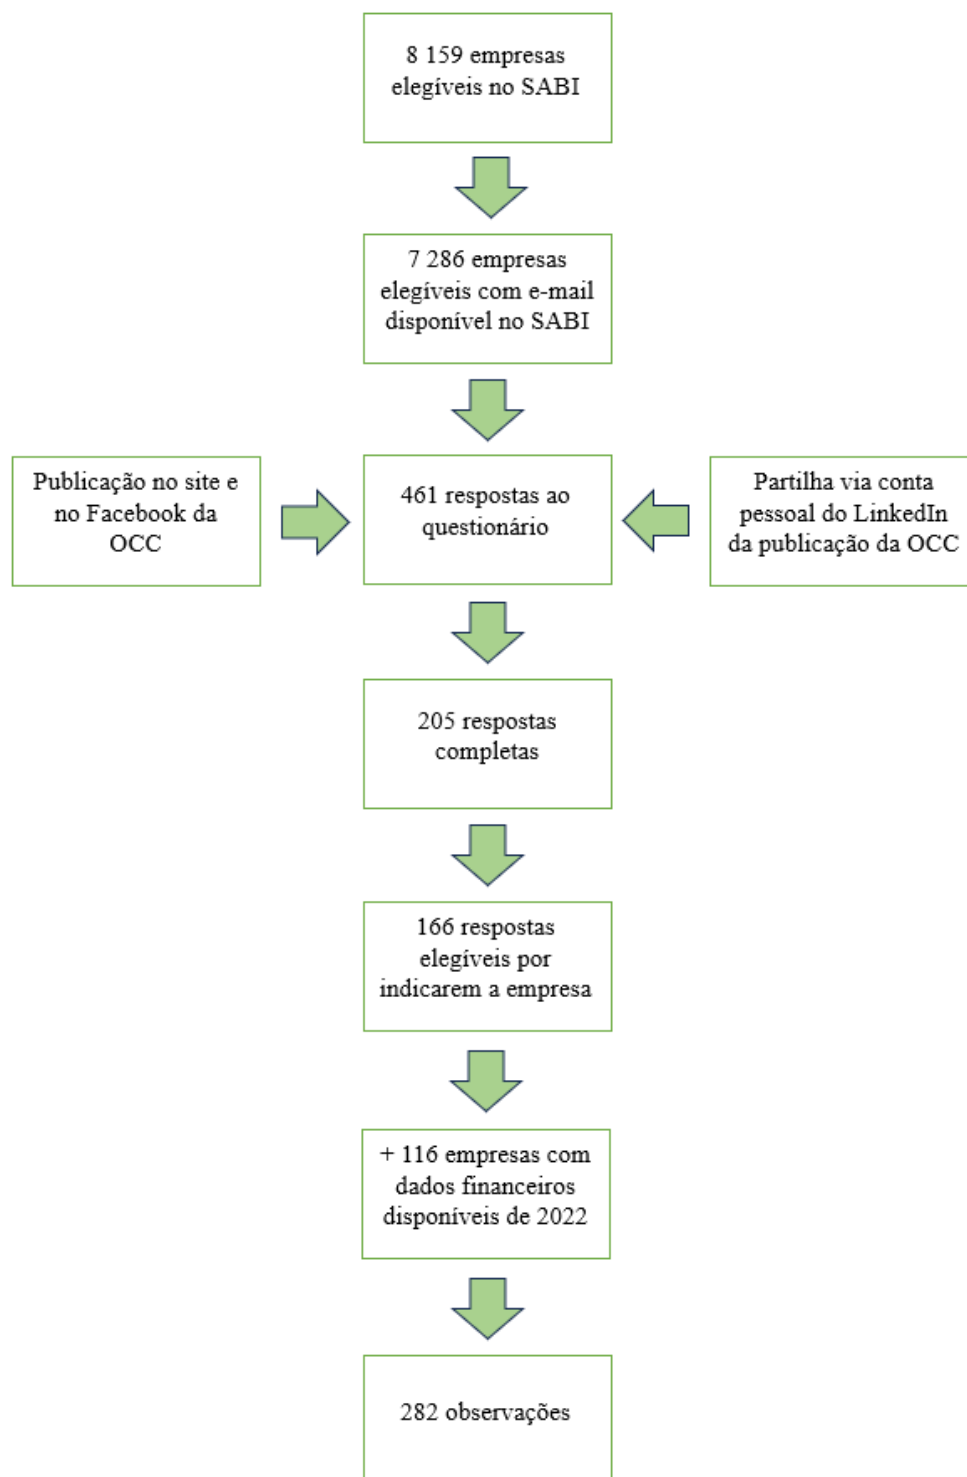 8 159 empresas
elegíveis no SABI
7 286 empresas
elegíveis com e-mail
disponível no SABI
Publicação no site e
no Facebook da
OCC
461 respostas ao
questionário
Partilha via conta
pessoal do LinkedIn
da publicação da OCC
205 respostas
completas
166 respostas
elegíveis por
indicarem a empresa
+ 116 empresas com
dados financeiros
disponíveis de 2022
282 observações